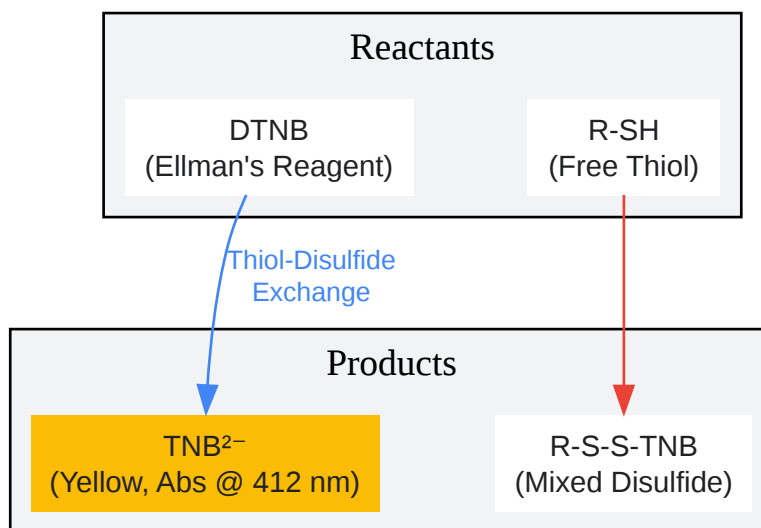 Reactants
DTNB
(Ellman's Reagent)
R-SH
(Free Thiol)
Thiol-Disulfide
Exchange
Products
TNB²⁻
(Yellow, Abs @ 412 nm)
R-S-S-TNB
(Mixed Disulfide)